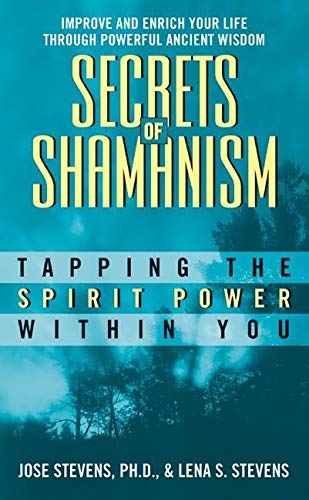 IMPROVE AND ENRICH YOUR LIFE
THROUGH POWERFUL ANCIENT WISDOM
SECRETS
OF
SHAMANISM
TAPPING THE
SPIRIT POWER
WITHIN YOU
JOSE STEVENS, PH.D., & LENA S. STEVENS